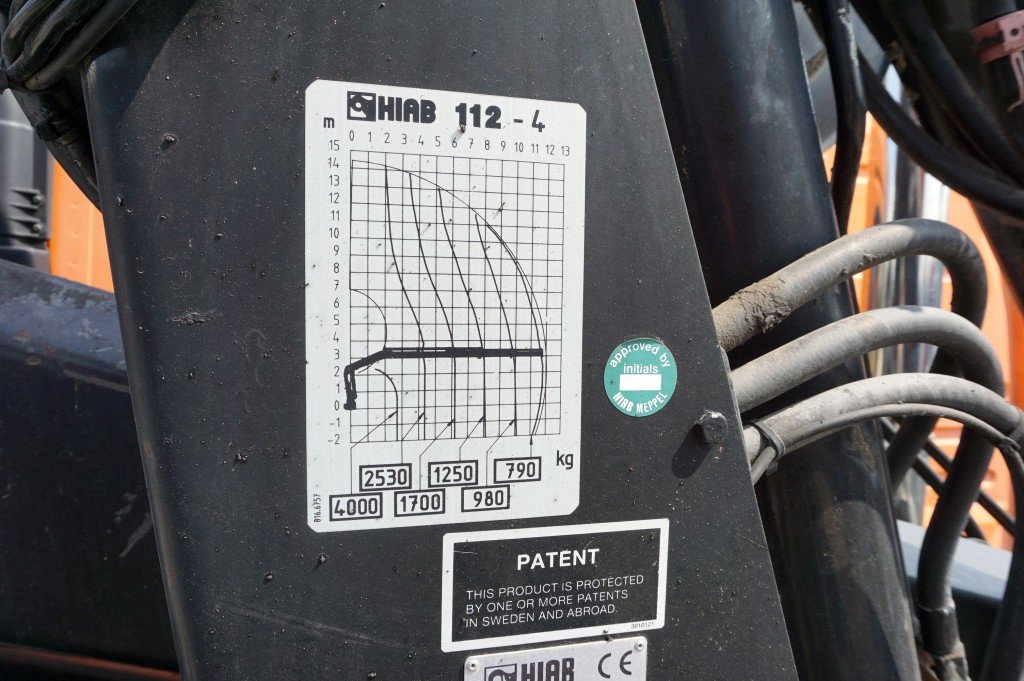 HIAB 112 - 4
m
0 1 2 3 4 5 6 7 8 9 10 11 12 13
15
14
13
12
11
10
9
8
7
6
5
4
3
2
1
0
-1
-2
2530 1250 790 kg
4000 1700 980
816.6757
approved by
initials
HIAB MEPPEL
PATENT
THIS PRODUCT IS PROTECTED
BY ONE OR MORE PATENTS
IN SWEDEN AND ABROAD.
3010121
HIAB CE